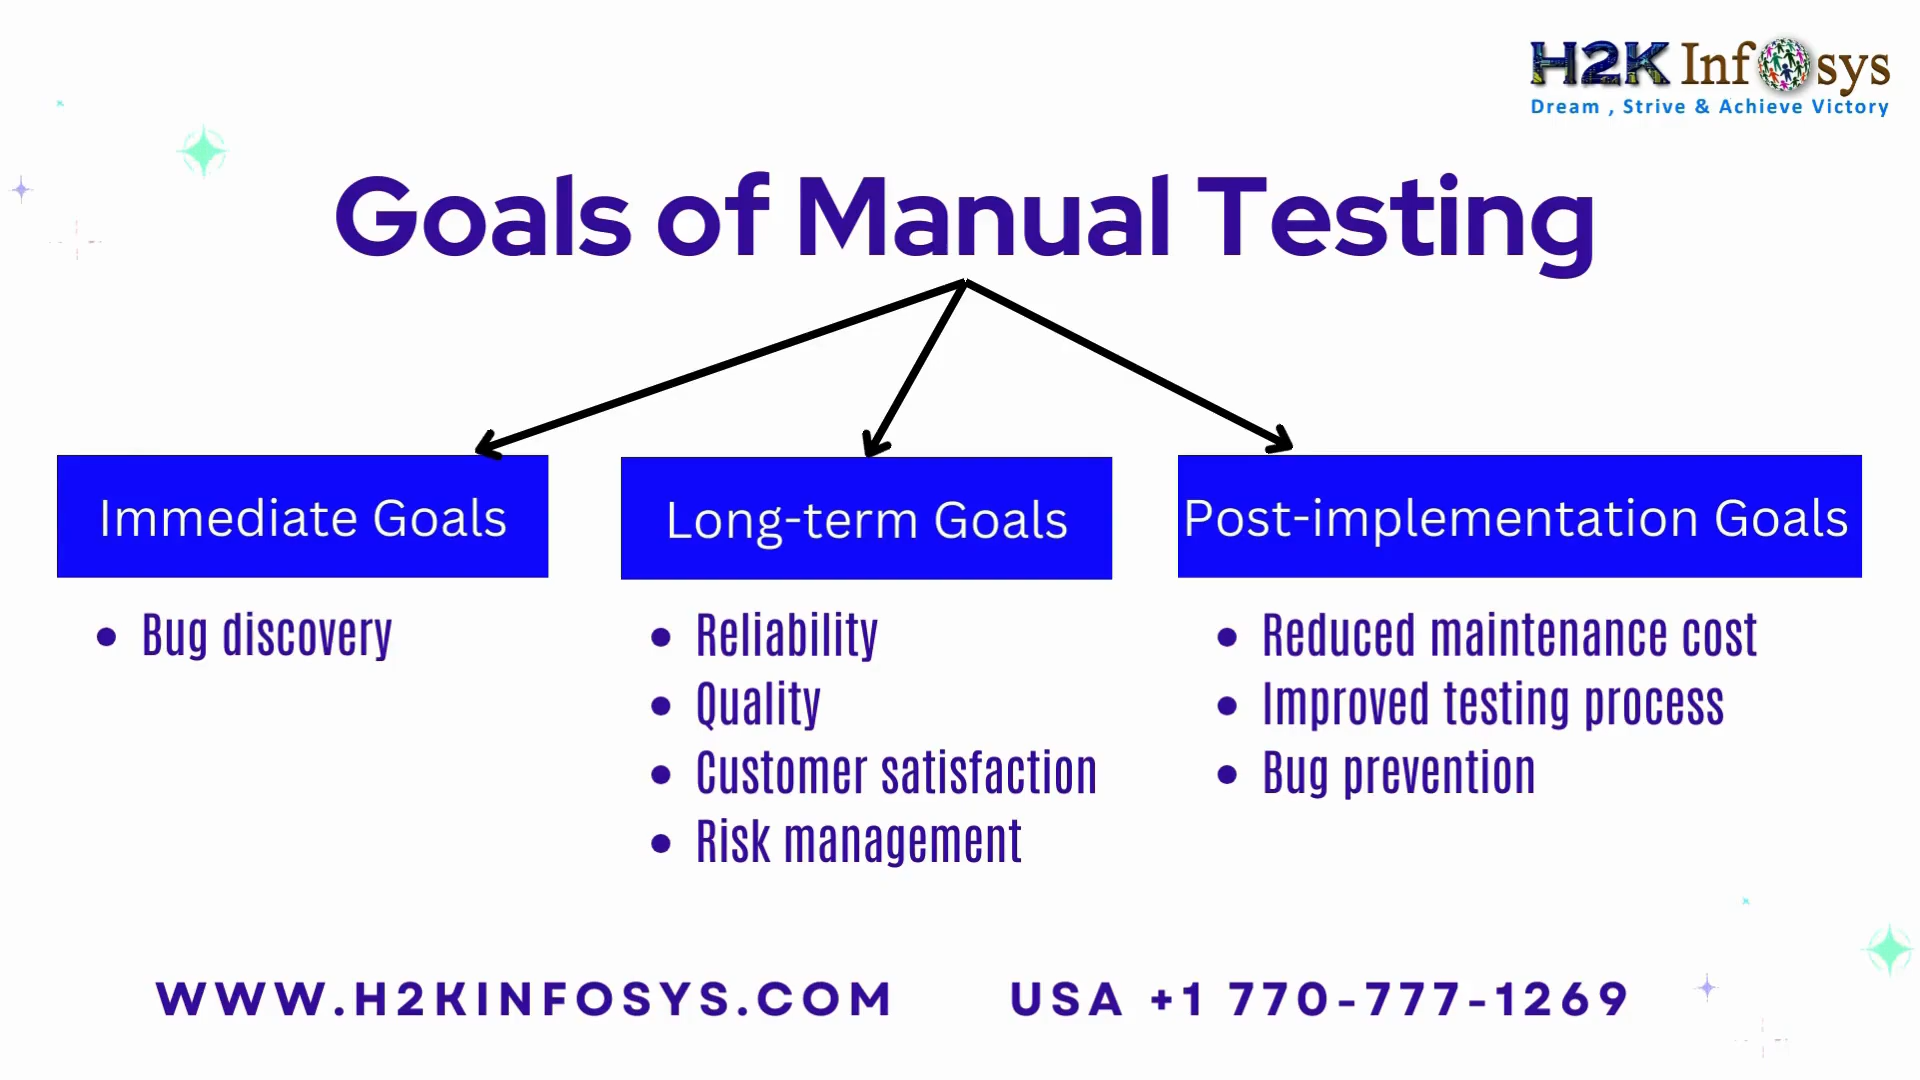 H2K Infosys
Dream , Strive & Achieve Victory
Goals of Manual Testing
Immediate Goals
• Bug discovery
Long-term Goals
• Reliability
• Quality
• Customer satisfaction
• Risk management
Post-implementation Goals
• Reduced maintenance cost
• Improved testing process
• Bug prevention
WWW.H2KINFOSYS.COM
USA +1 770-777-1269